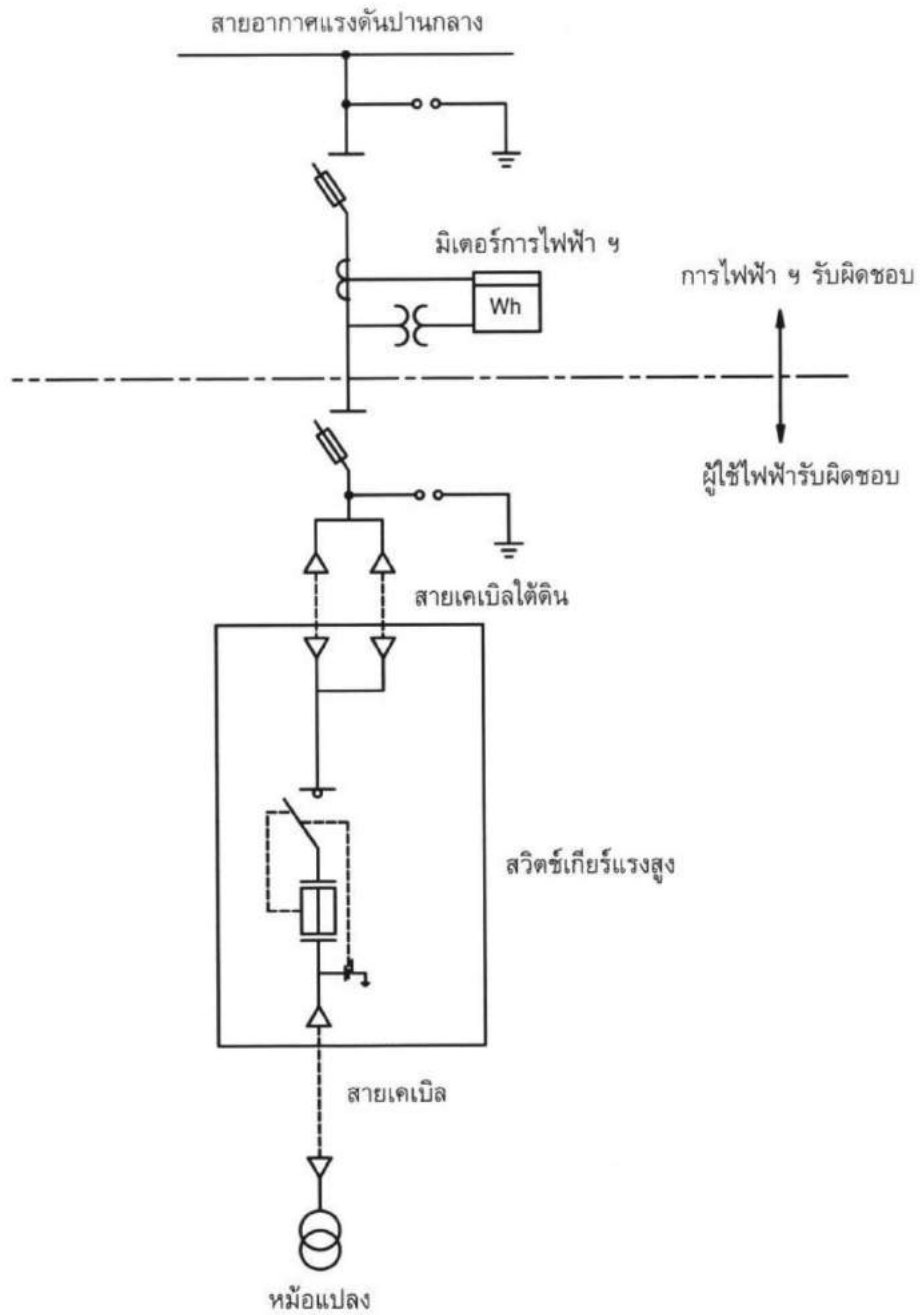 สายอากาศแรงดันปานกลาง
มิเตอร์การไฟฟ้า ฯ
การไฟฟ้า ฯ รับผิดชอบ
Wh
ผู้ใช้ไฟฟ้ารับผิดชอบ
สายเคเบิลใต้ดิน
สวิตช์เกียร์แรงสูง
สายเคเบิล
หม้อแปลง